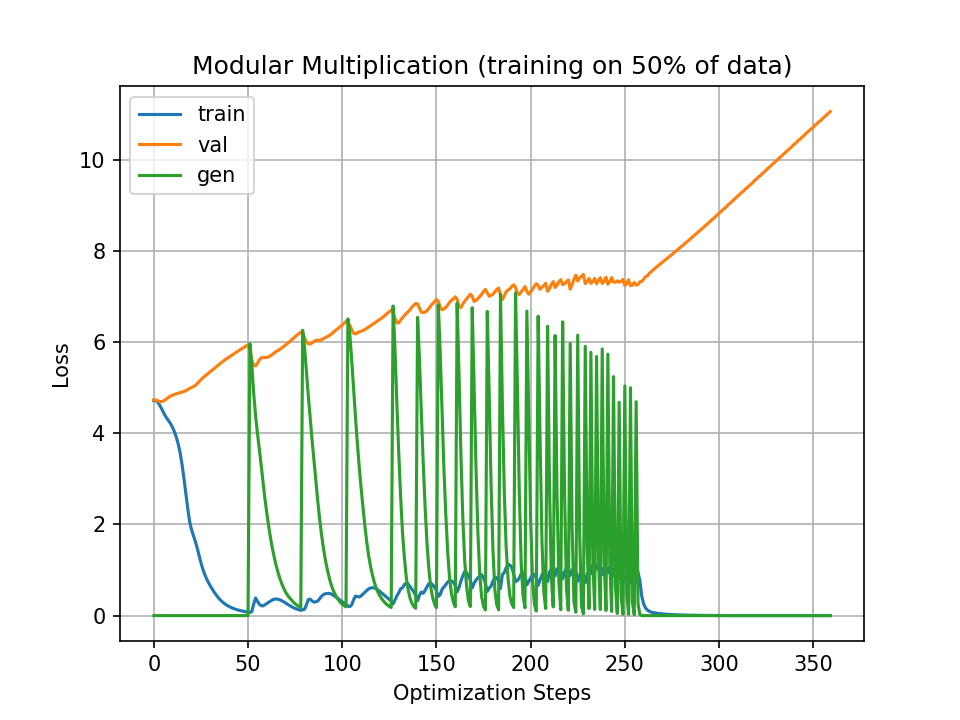 Modular Multiplication (training on 50% of data)
train
val
gen
10
8
6
4
2
0
Loss
0
50
100
150
200
250
300
350
Optimization Steps